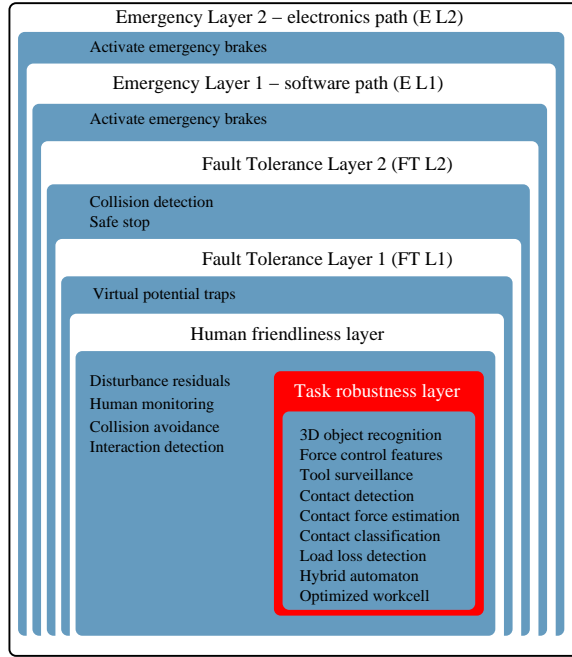 Emergency Layer 2 – electronics path (E L2)
Activate emergency brakes
Emergency Layer 1 – software path (E L1)
Activate emergency brakes
Fault Tolerance Layer 2 (FT L2)
Collision detection
Safe stop
Fault Tolerance Layer 1 (FT L1)
Virtual potential traps
Human friendliness layer
Disturbance residuals
Human monitoring
Collision avoidance
Interaction detection
Task robustness layer
3D object recognition
Force control features
Tool surveillance
Contact detection
Contact force estimation
Contact classification
Load loss detection
Hybrid automaton
Optimized workcell